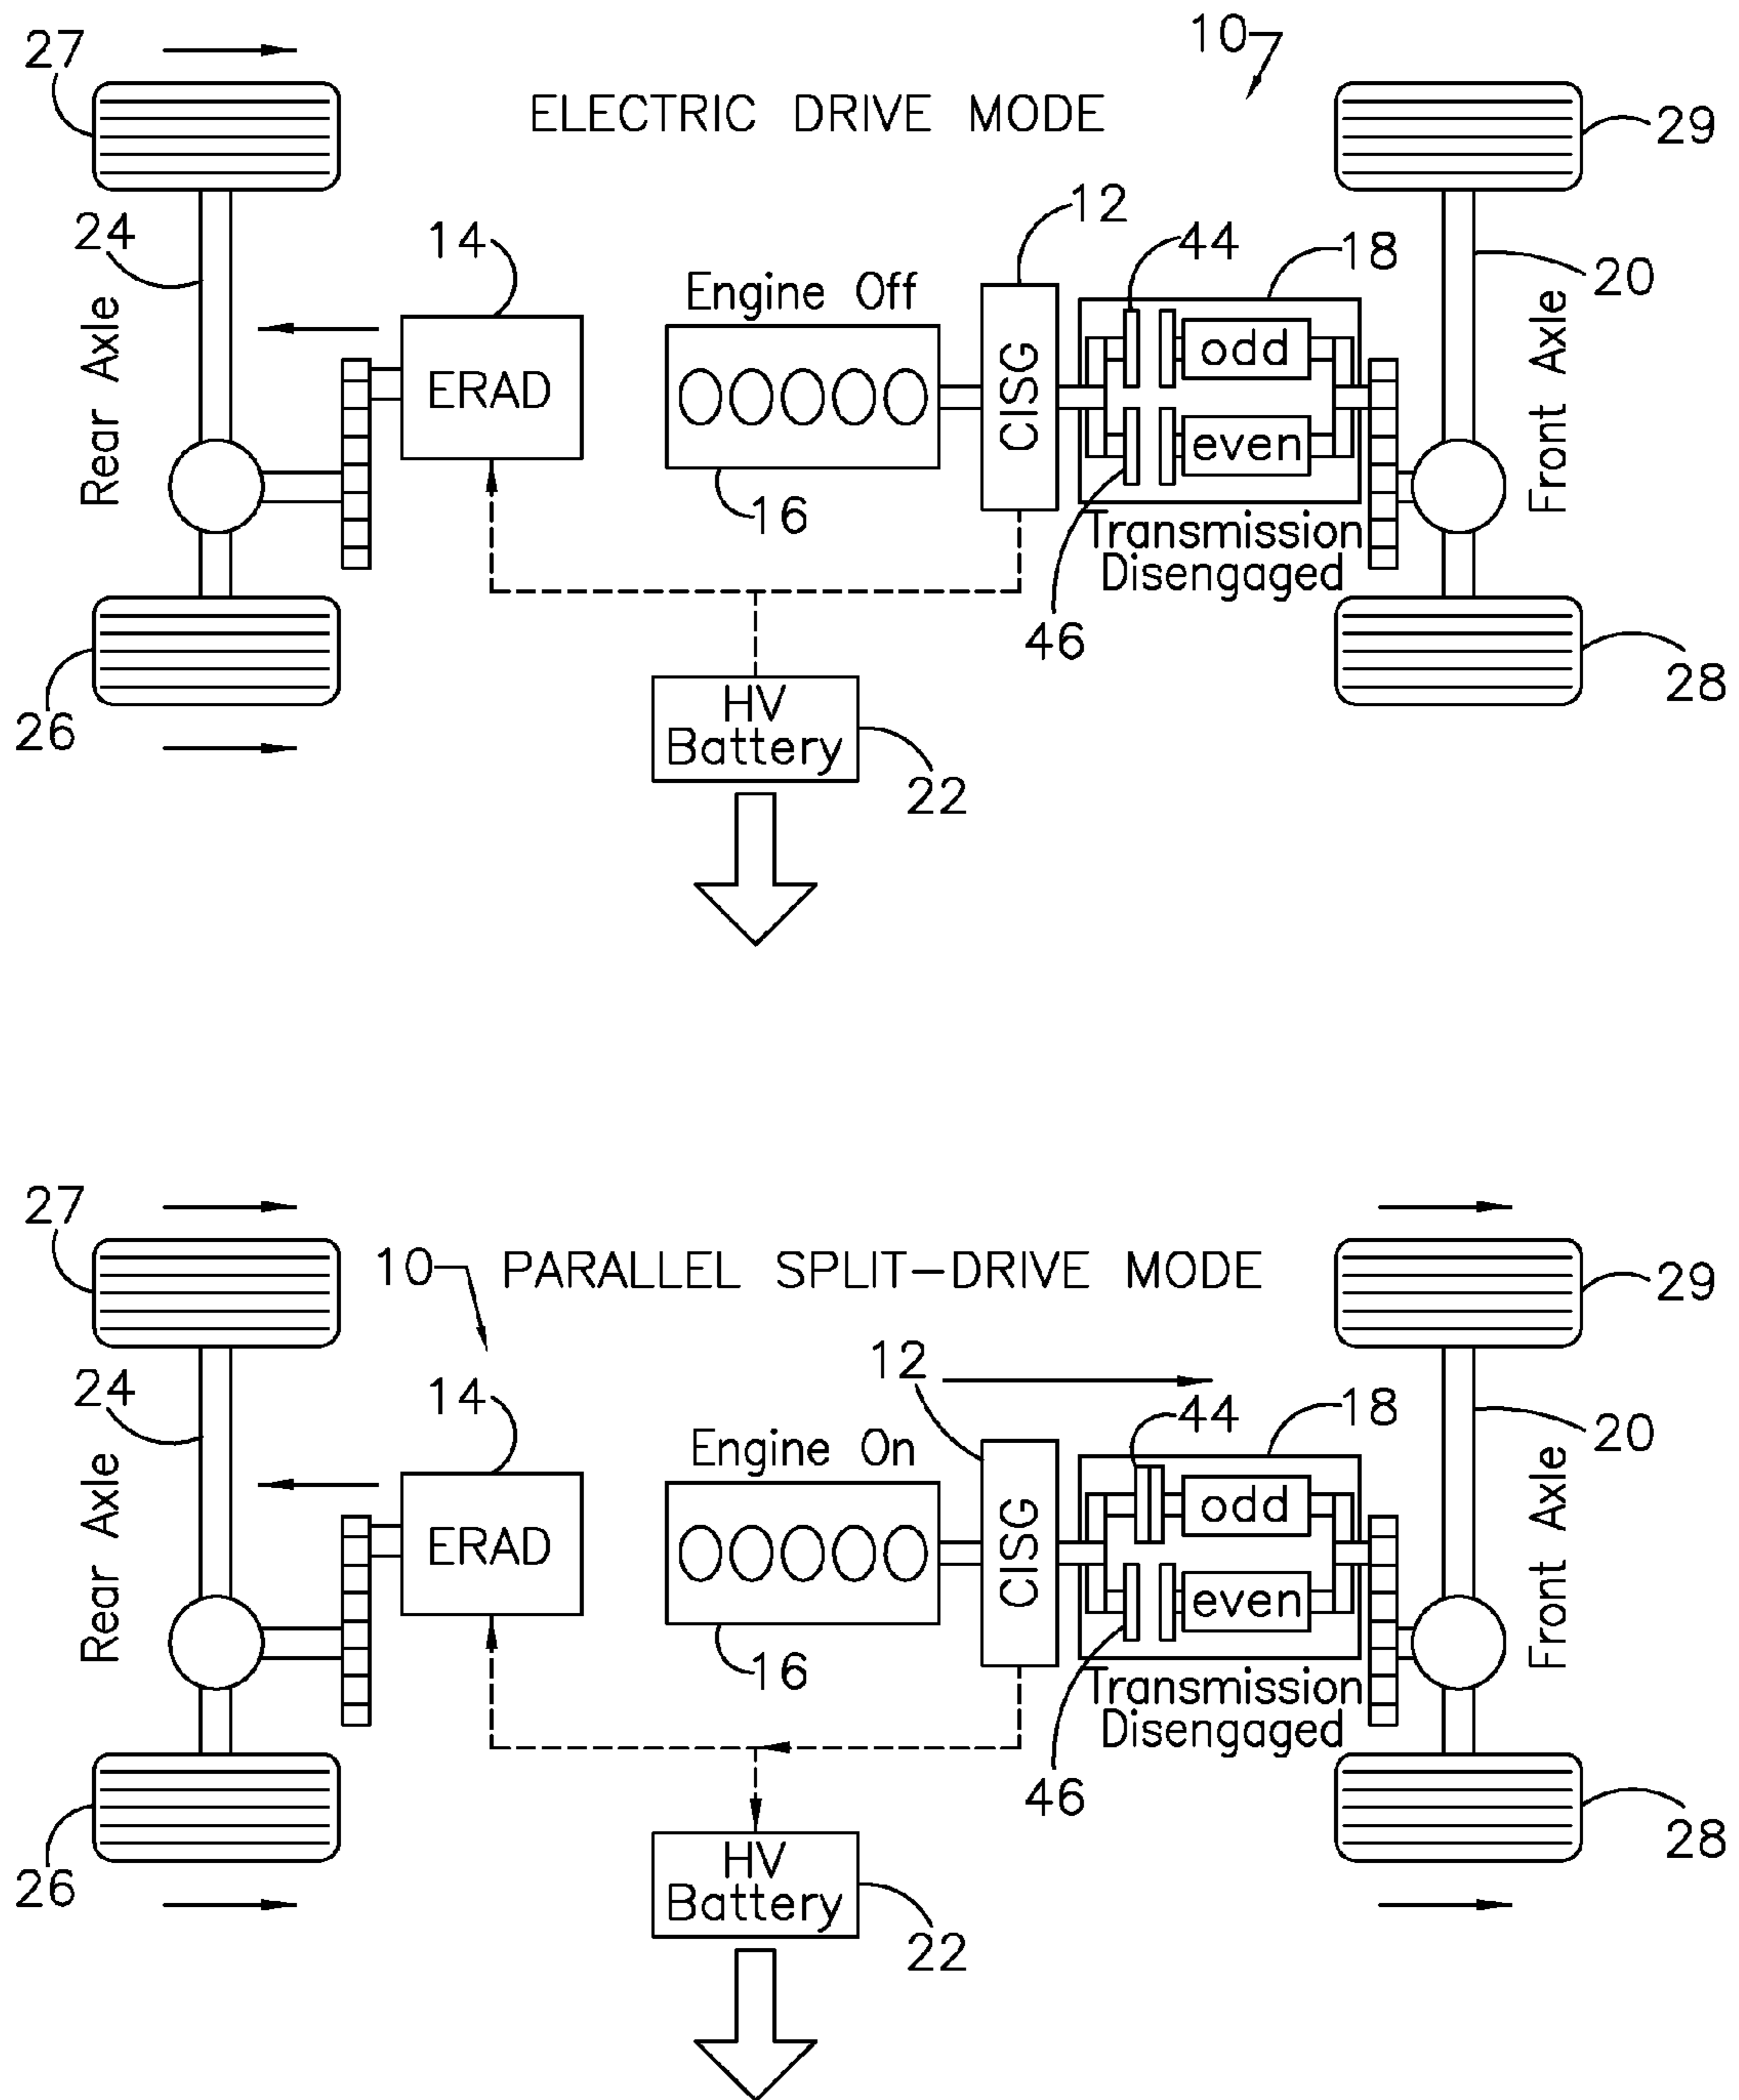 10
27
ELECTRIC DRIVE MODE
29
12
24
14
44
18
20
Engine Off
Rear Axle
ERAD
CISG
odd
even
Front Axle
16
Transmission
Disengaged
46
26
HV
Battery
22
28
27
10
PARALLEL SPLIT-DRIVE MODE
29
12
24
14
44
18
20
Engine On
Rear Axle
ERAD
CISG
odd
even
Front Axle
16
Transmission
Disengaged
46
26
HV
Battery
22
28